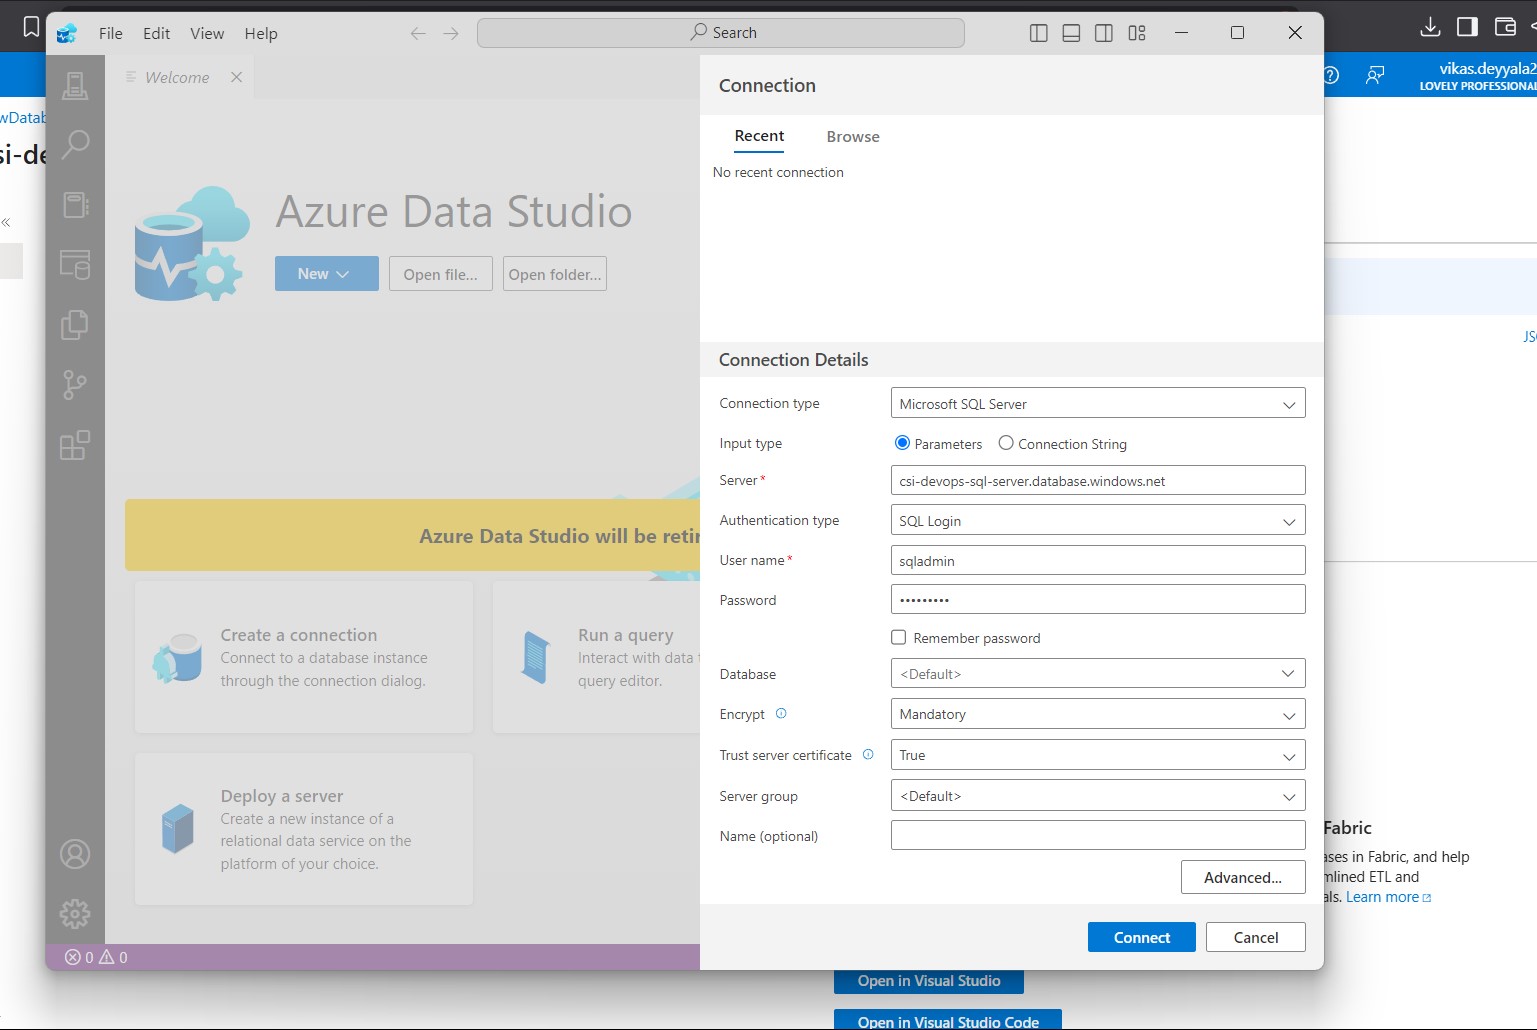 File Edit View Help
Search
vikas.deyyala2
LOVELY PROFESSIONAL
Welcome
Connection
Recent Browse
No recent connection
Azure Data Studio
New
Open file...
Open folder...
Connection Details
Connection type
Microsoft SQL Server
Input type
Parameters
Connection String
Server*
csi-devops-sql-server.database.windows.net
Authentication type
SQL Login
User name*
sqladmin
Password
•••••••••
Remember password
Database
<Default>
Encrypt
Mandatory
Trust server certificate
True
Server group
<Default>
Name (optional)
Advanced...
Connect
Cancel
Azure Data Studio will be retir
Create a connection
Connect to a database instance
through the connection dialog.
Run a query
Interact with data
query editor.
Deploy a server
Create a new instance of a
relational data service on the
platform of your choice.
0 0
wDatab
si-de
JS
Fabric
ases in Fabric, and help
mlined ETL and
als. Learn more
Open in Visual Studio
Open in Visual Studio Code